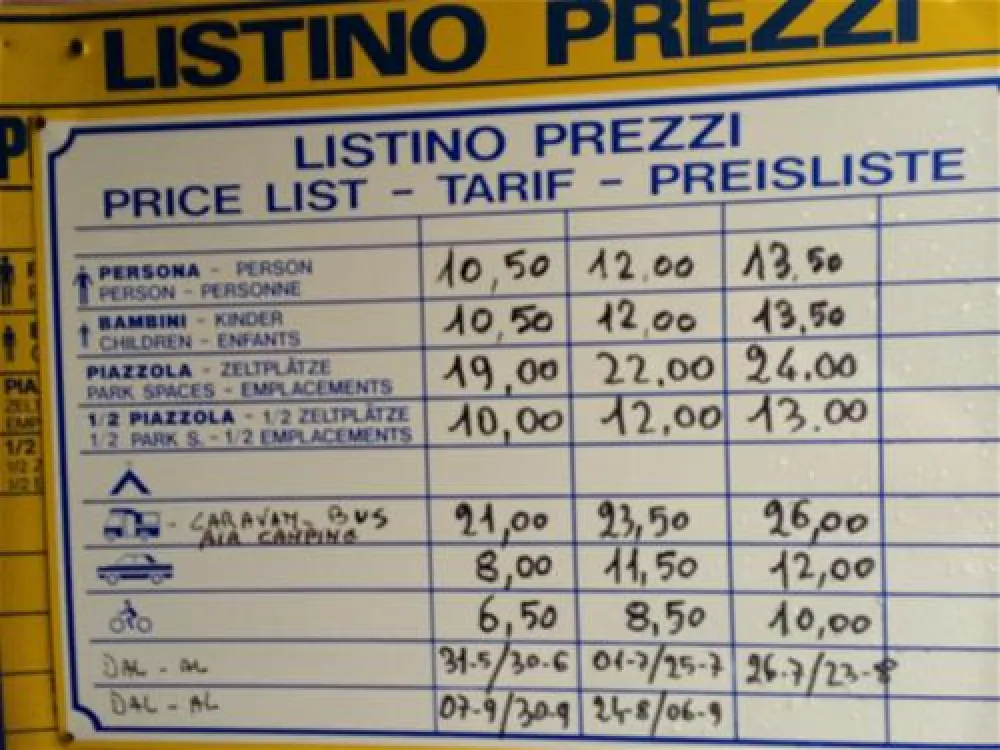 LISTINO PREZZI
LISTINO PREZZI
PRICE LIST - TARIF - PREISLISTE
PERSONA - PERSON
PERSON - PERSONNE
10,50 12,00 13,50
BAMBINI - KINDER
CHILDREN - ENFANTS
10,50 12,00 13,50
PIAZZOLA - ZELTPLÄTZE
PARK SPACES - EMPLACEMENTS
19,00 22,00 24.00
1/2 PIAZZOLA - 1/2 ZELTPLÄTZE
1/2 PARK S. - 1/2 EMPLACEMENTS
10,00 12,00 13.00
- CARAVAN - BUS
CAMPING
21,00 23,50 26,00
8,00 11,50 12,00
6,50 8,50 10,00
DAL - AL 31-5/30-6 01-7/25-7 26-7/23-8
DAL - AL 07-9/30-9 24-8/06-9